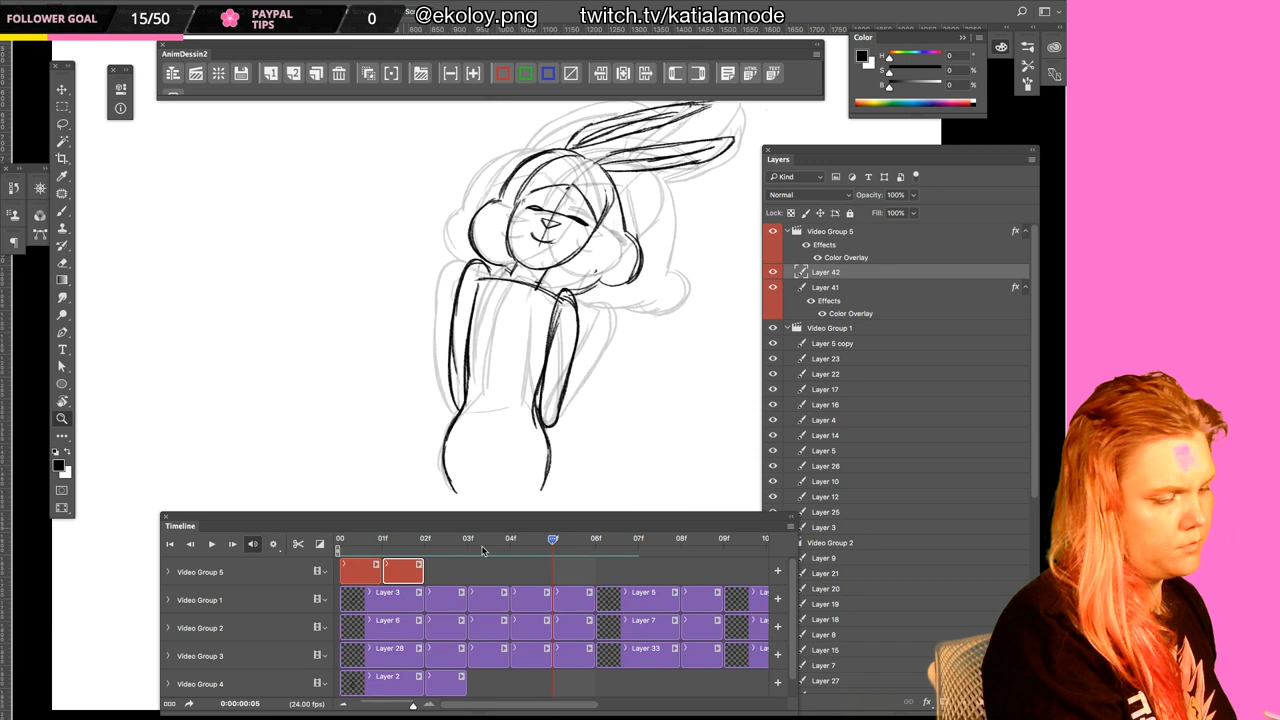 FOLLOWER GOAL 15/50 PAYPAL TIPS 0 @ekoloy.png twitch.tv/katialamode
AnimDessin2
Color
H 0
S 0
B 0
Layers
Kind
Normal Opacity: 100%
Lock: Fill: 100%
Video Group 5 fx
Effects
Color Overlay
Layer 42
Layer 41 fx
Effects
Color Overlay
Video Group 1
Layer 5 copy
Layer 23
Layer 22
Layer 17
Layer 16
Layer 4
Layer 14
Layer 5
Layer 26
Layer 10
Layer 12
Layer 25
Layer 3
Video Group 2
Layer 9
Layer 21
Layer 20
Layer 19
Layer 18
Layer 8
Layer 15
Layer 7
Layer 27
Timeline
00 01f 02f 03f 04f 05f 06f 07f 08f 09f 10
Video Group 5
Video Group 1 Layer 3 Layer 5
Video Group 2 Layer 6 Layer 7
Video Group 3 Layer 28 Layer 33
Video Group 4 Layer 2
0:00:00:05 (24.00 fps)